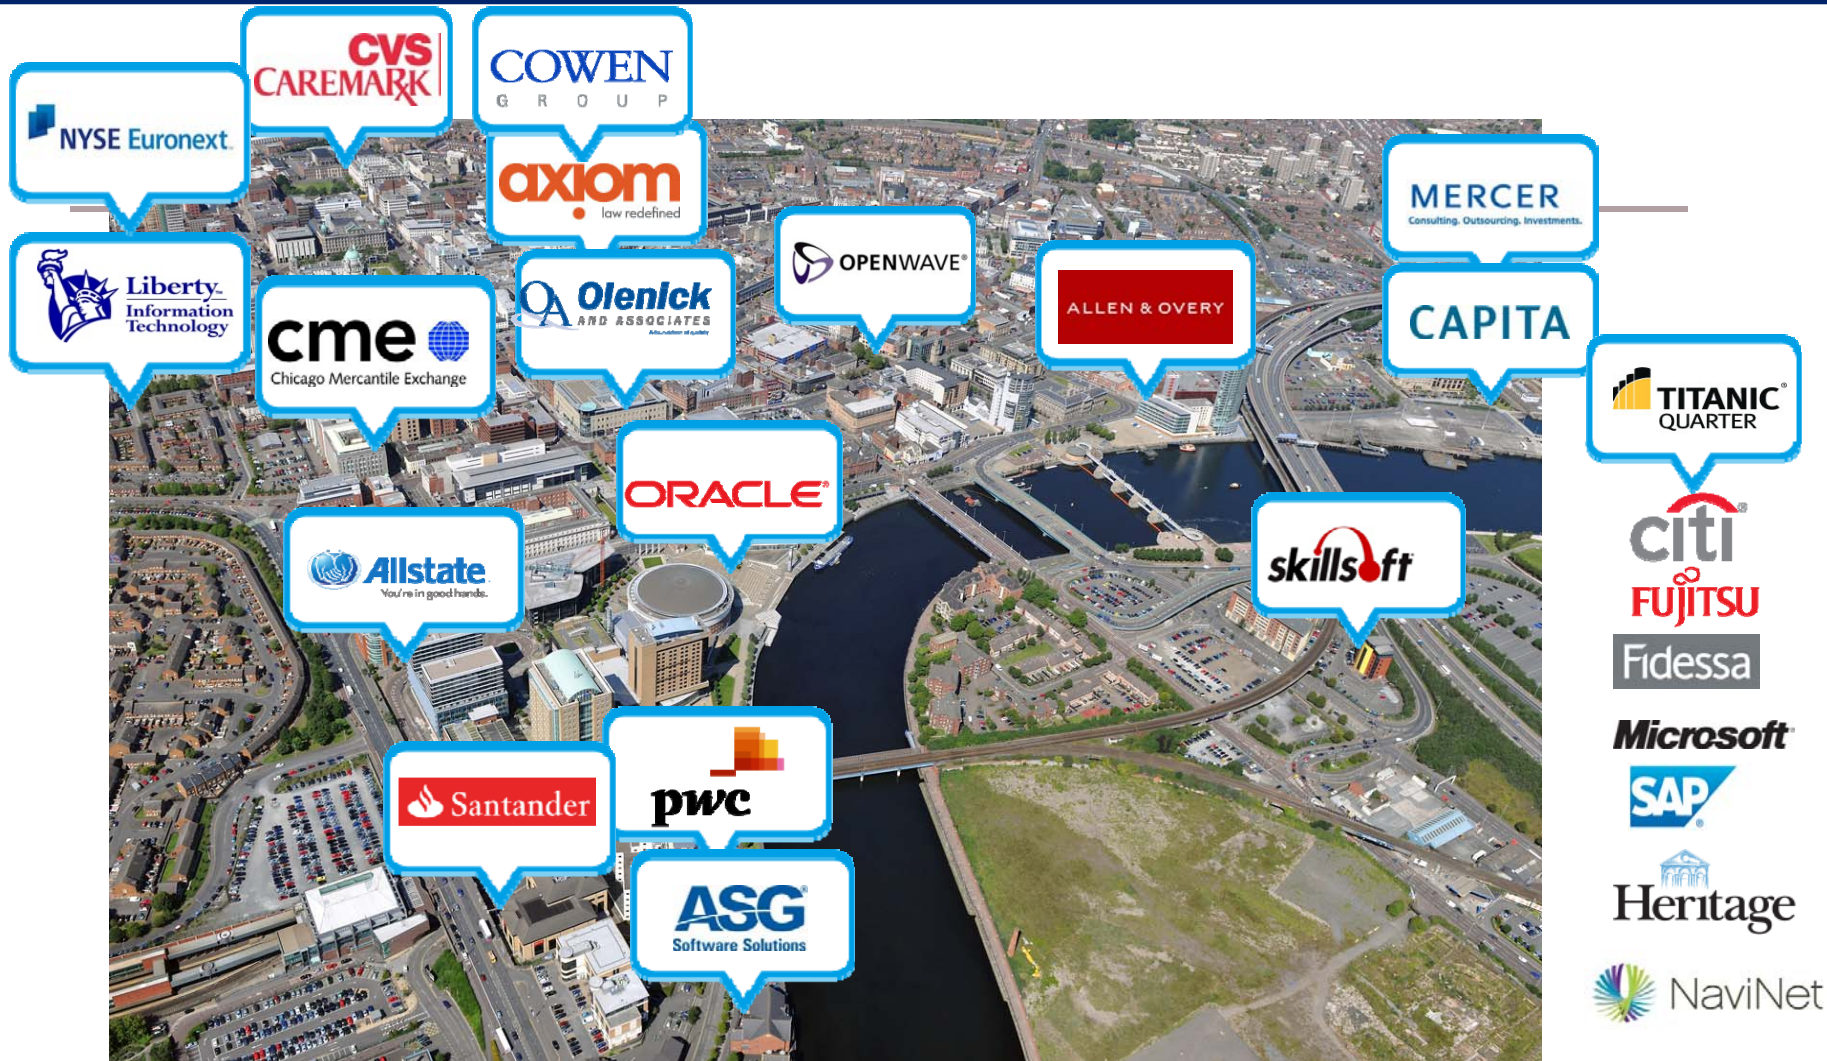 CVS
CAREMARK
COWEN
GROUP
NYSE Euronext
axiom
law redefined
MERCER
Consulting. Outsourcing. Investments.
Liberty
Information
Technology
cme
Chicago Mercantile Exchange
QA Olenick
AND ASSOCIATES
OPENWAVE®
ALLEN & OVERY
CAPITA
TITANIC®
QUARTER
ORACLE®
citi®
FUJITSU
Allstate
You're in good hands.
skillsoft
Fidessa
Microsoft
Santander
pwc
SAP®
ASG®
Software Solutions
Heritage
NaviNet